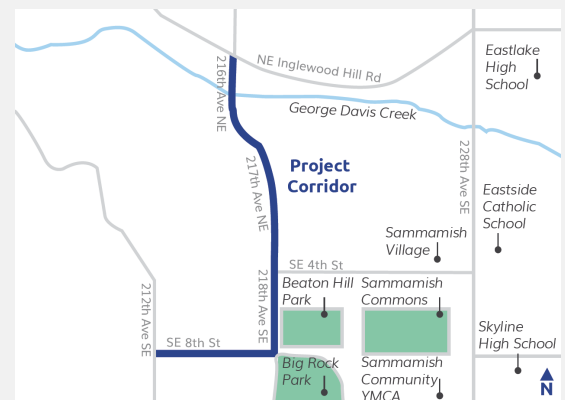 216th Ave NE
NE Inglewood Hill Rd
Eastlake
High
School
George Davis Creek
217th Ave NE
Project
Corridor
228th Ave SE
Eastside
Catholic
School
Sammamish
Village
SE 4th St
218th Ave SE
Beaton Hill
Park
Sammamish
Commons
212th Ave SE
SE 8th St
Skyline
High School
Big Rock
Park
Sammamish
Community
YMCA
N